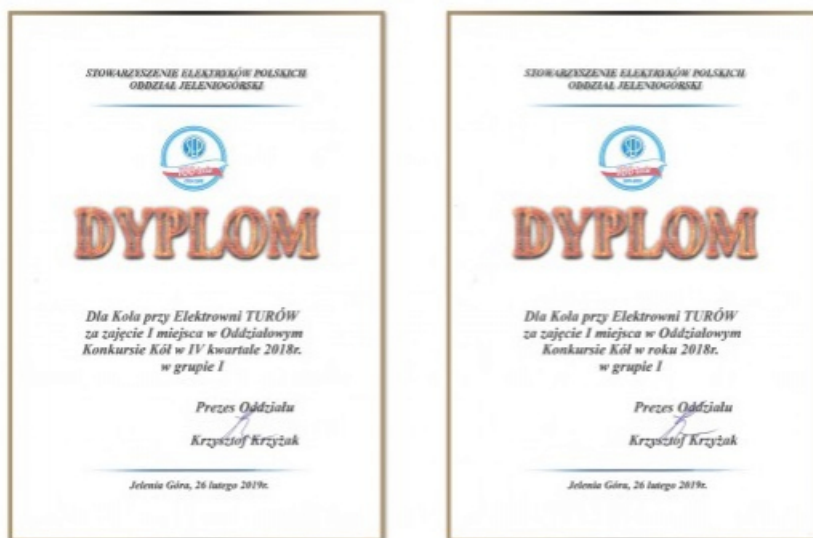 STOWARZYSZENIE ELEKTRYKÓW POLSKICH
ODDZIAŁ JELENIOGÓRSKI
SEP
DYPLOM
Dla Koła przy Elektrowni TURÓW
za zajęcie I miejsca w Oddziałowym
Konkursie Kół w IV kwartale 2018r.
w grupie I
Prezes Oddziału
Krzysztof Krzyżak
Jelenia Góra, 26 lutego 2019r.
STOWARZYSZENIE ELEKTRYKÓW POLSKICH
ODDZIAŁ JELENIOGÓRSKI
SEP
DYPLOM
Dla Koła przy Elektrowni TURÓW
za zajęcie I miejsca w Oddziałowym
Konkursie Kół w roku 2018r.
w grupie I
Prezes Oddziału
Krzysztof Krzyżak
Jelenia Góra, 26 lutego 2019r.